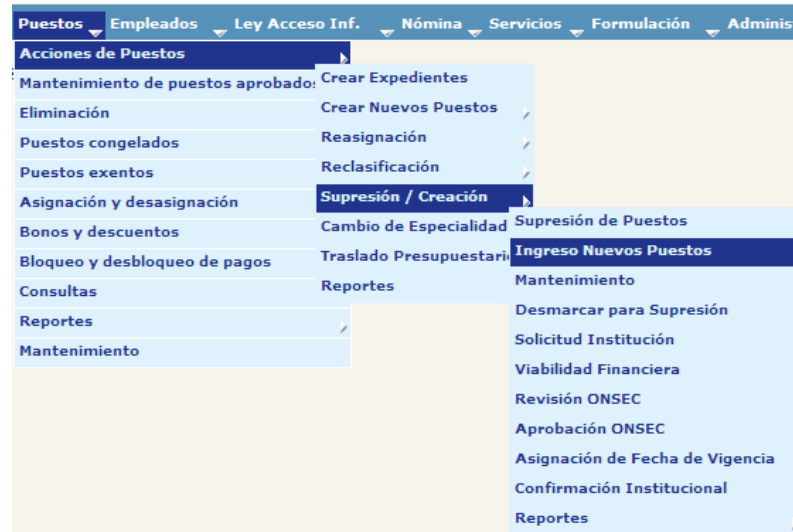 Puestos Empleados Ley Acceso Inf. Nómina Servicios Formulación Adminis
Acciones de Puestos
Mantenimiento de puestos aprobados
Eliminación
Puestos congelados
Puestos exentos
Asignación y desasignación
Bonos y descuentos
Bloqueo y desbloqueo de pagos
Consultas
Reportes
Mantenimiento
Crear Expedientes
Crear Nuevos Puestos
Reasignación
Reclasificación
Supresión / Creación
Cambio de Especialidad
Traslado Presupuestari
Reportes
Supresión de Puestos
Ingreso Nuevos Puestos
Mantenimiento
Desmarcar para Supresión
Solicitud Institución
Viabilidad Financiera
Revisión ONSEC
Aprobación ONSEC
Asignación de Fecha de Vigencia
Confirmación Institucional
Reportes